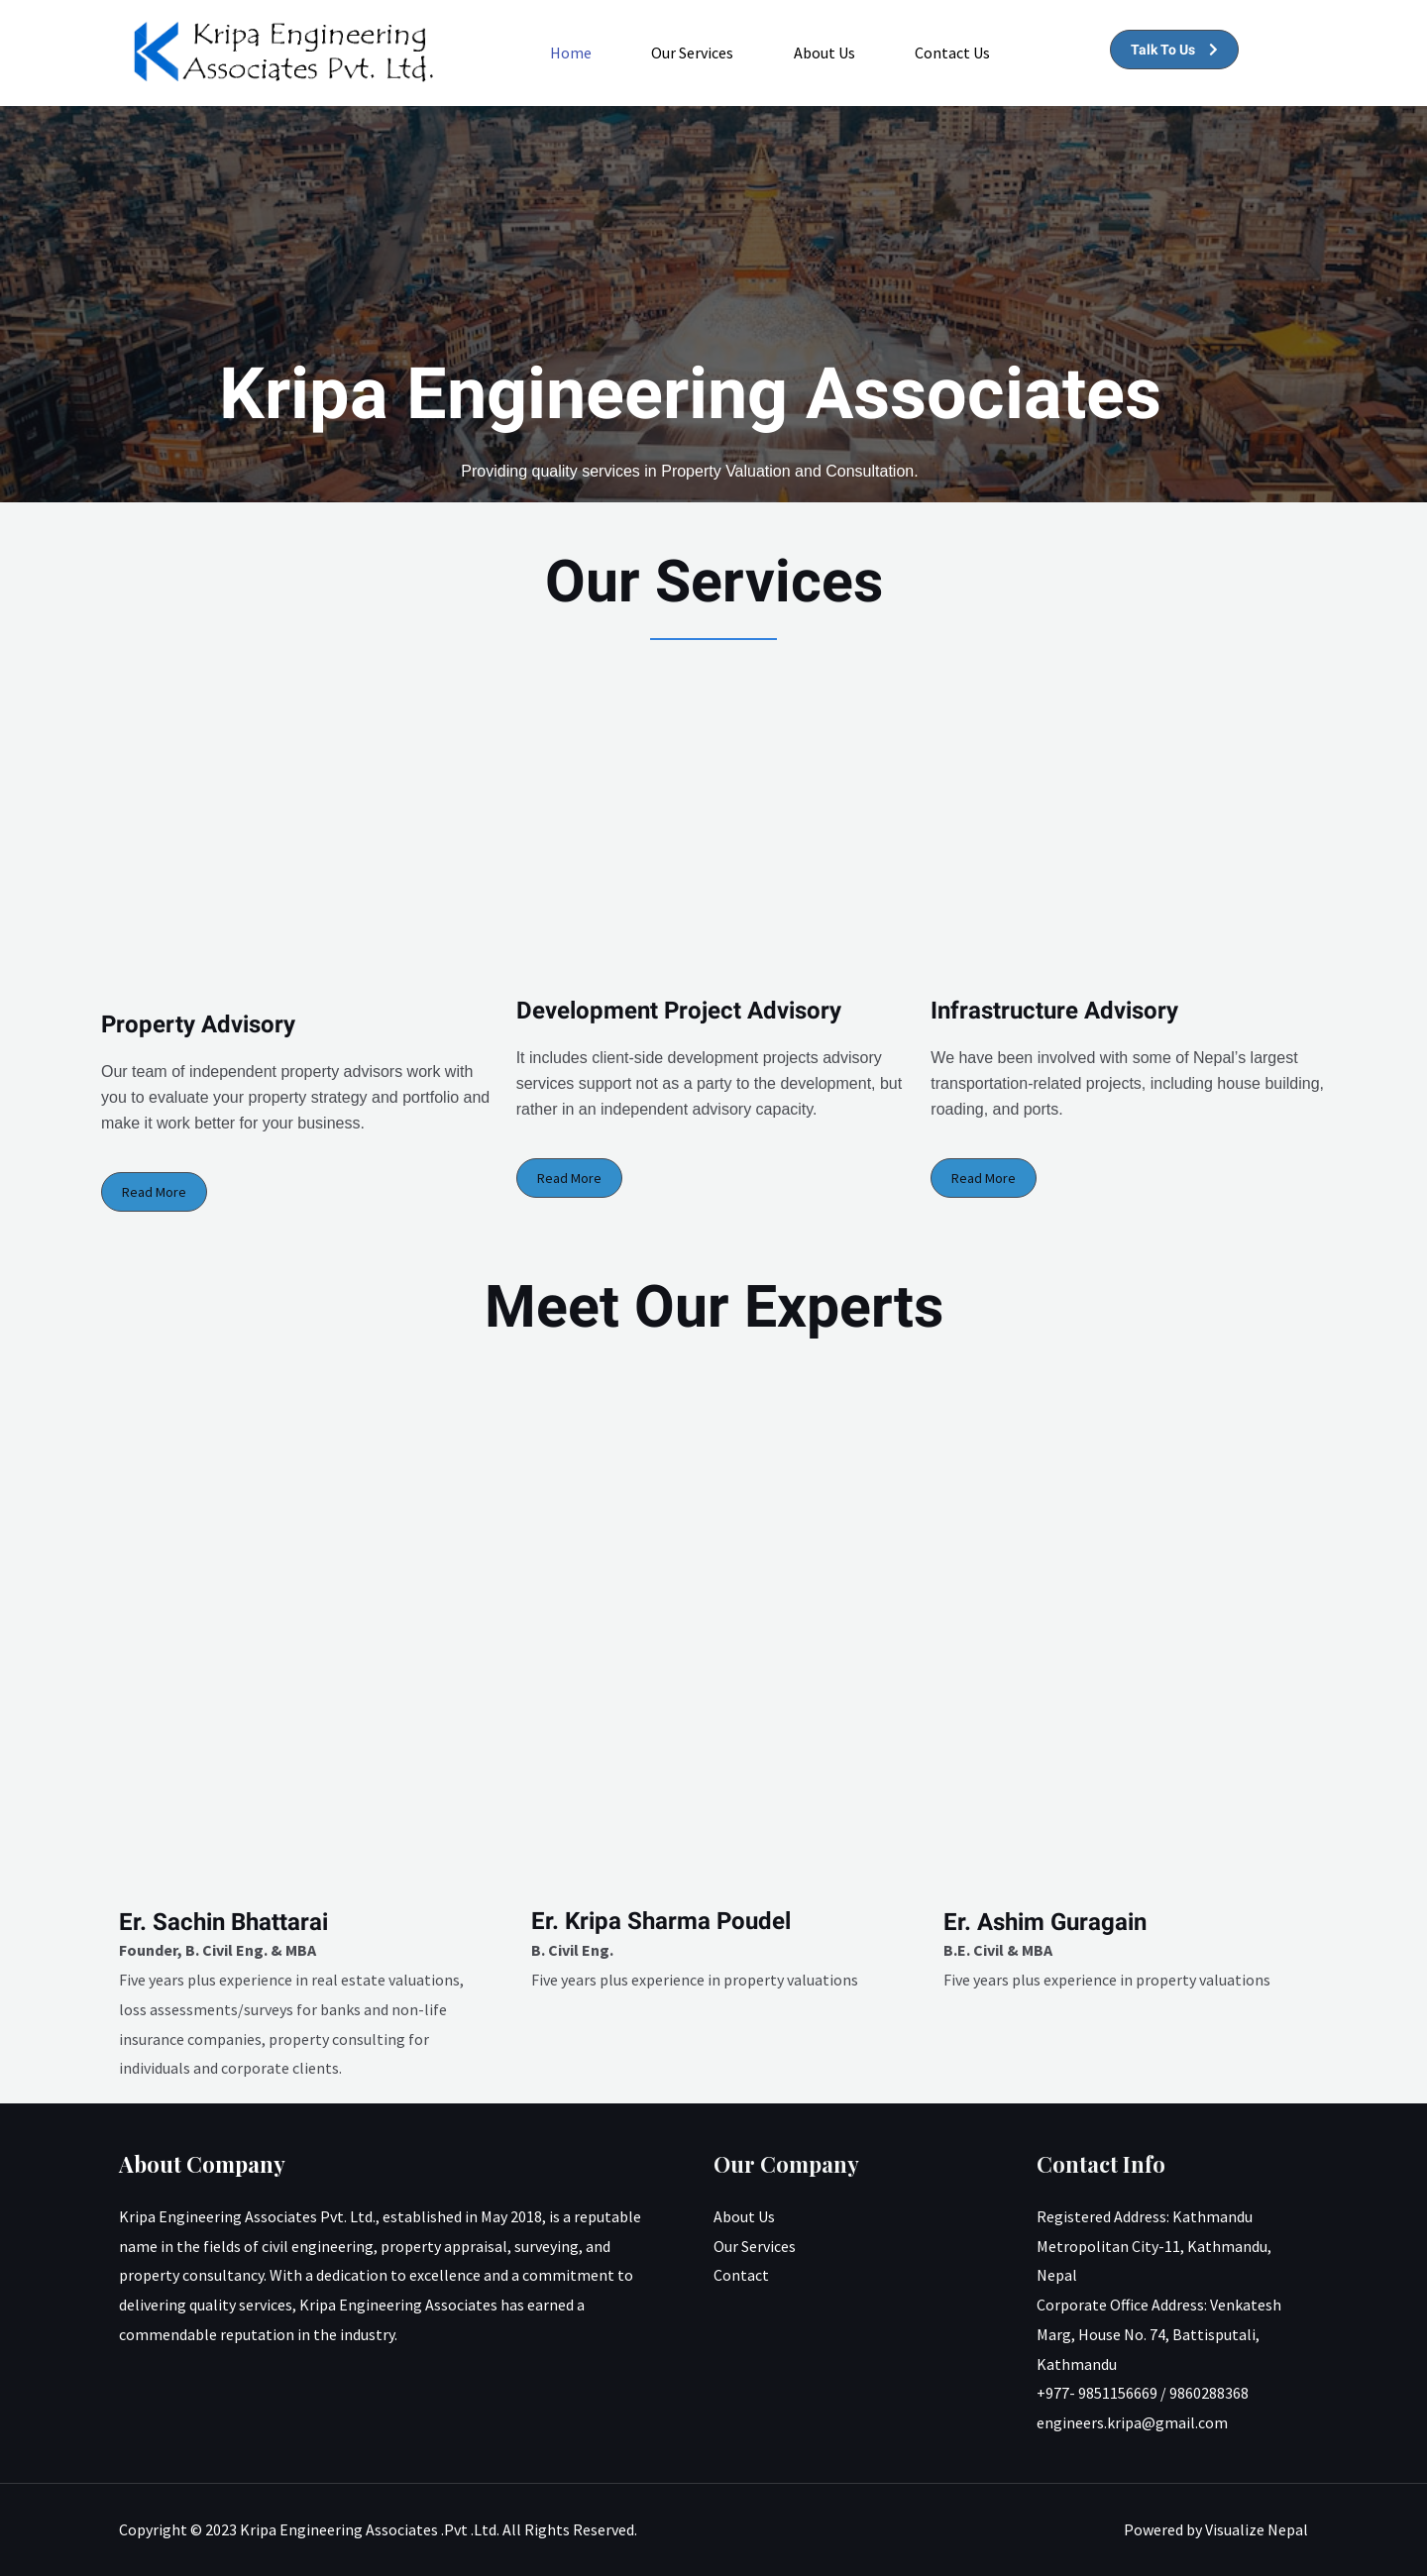 Kripa Engineering
Associates Pvt. Ltd.
Home
Our Services
About Us
Contact Us
Talk To Us
Kripa Engineering Associates
Providing quality services in Property Valuation and Consultation.
Our Services
Property Advisory
Our team of independent property advisors work with
you to evaluate your property strategy and portfolio and
make it work better for your business.
Read More
Development Project Advisory
It includes client-side development projects advisory
services support not as a party to the development, but
rather in an independent advisory capacity.
Read More
Infrastructure Advisory
We have been involved with some of Nepal’s largest
transportation-related projects, including house building,
roading, and ports.
Read More
Meet Our Experts
Er. Sachin Bhattarai
Founder, B. Civil Eng. & MBA
Five years plus experience in real estate valuations,
loss assessments/surveys for banks and non-life
insurance companies, property consulting for
individuals and corporate clients.
Er. Kripa Sharma Poudel
B. Civil Eng.
Five years plus experience in property valuations
Er. Ashim Guragain
B.E. Civil & MBA
Five years plus experience in property valuations
About Company
Kripa Engineering Associates Pvt. Ltd., established in May 2018, is a reputable
name in the fields of civil engineering, property appraisal, surveying, and
property consultancy. With a dedication to excellence and a commitment to
delivering quality services, Kripa Engineering Associates has earned a
commendable reputation in the industry.
Our Company
About Us
Our Services
Contact
Contact Info
Registered Address: Kathmandu
Metropolitan City-11, Kathmandu,
Nepal
Corporate Office Address: Venkatesh
Marg, House No. 74, Battisputali,
Kathmandu
+977- 9851156669 / 9860288368
engineers.kripa@gmail.com
Copyright © 2023 Kripa Engineering Associates .Pvt .Ltd. All Rights Reserved.
Powered by Visualize Nepal